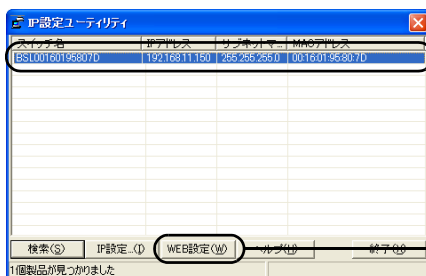 IP設定ユーティリティ
スイッチ名 IPアドレス サブネットマ... MACアドレス
BSL00160195807D 192.168.11.150 255.255.255.0 00:16:01:95:80:7D
検索(S) IP設定...(I) WEB設定(W) ヘルプ(H) 終了(X)
1個製品が見つかりました